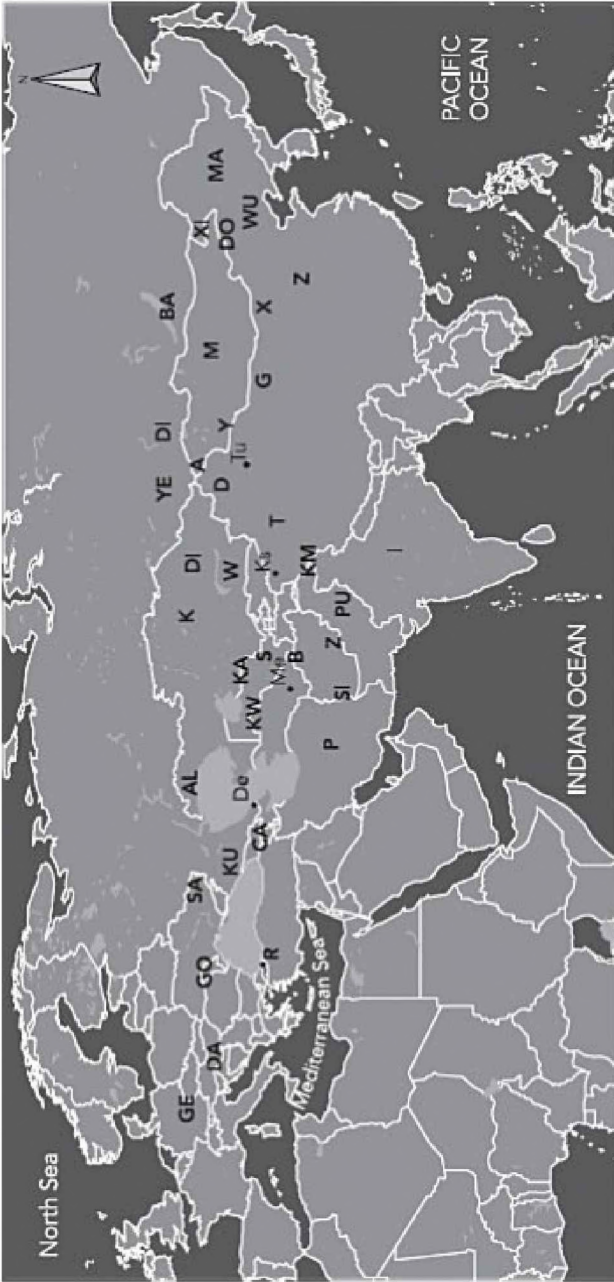 N
North Sea
YE
DI
BA
GE
GO
SA
AL
K
DI
A
M
XI
MA
DA
KU
De
KA
W
D
Y
DO
CA
KW
S
Ka
Tu
G
X
WU
R
Me
B
T
Z
KM
Mediterranean Sea
P
SI
Z
PU
I
PACIFIC
OCEAN
INDIAN OCEAN